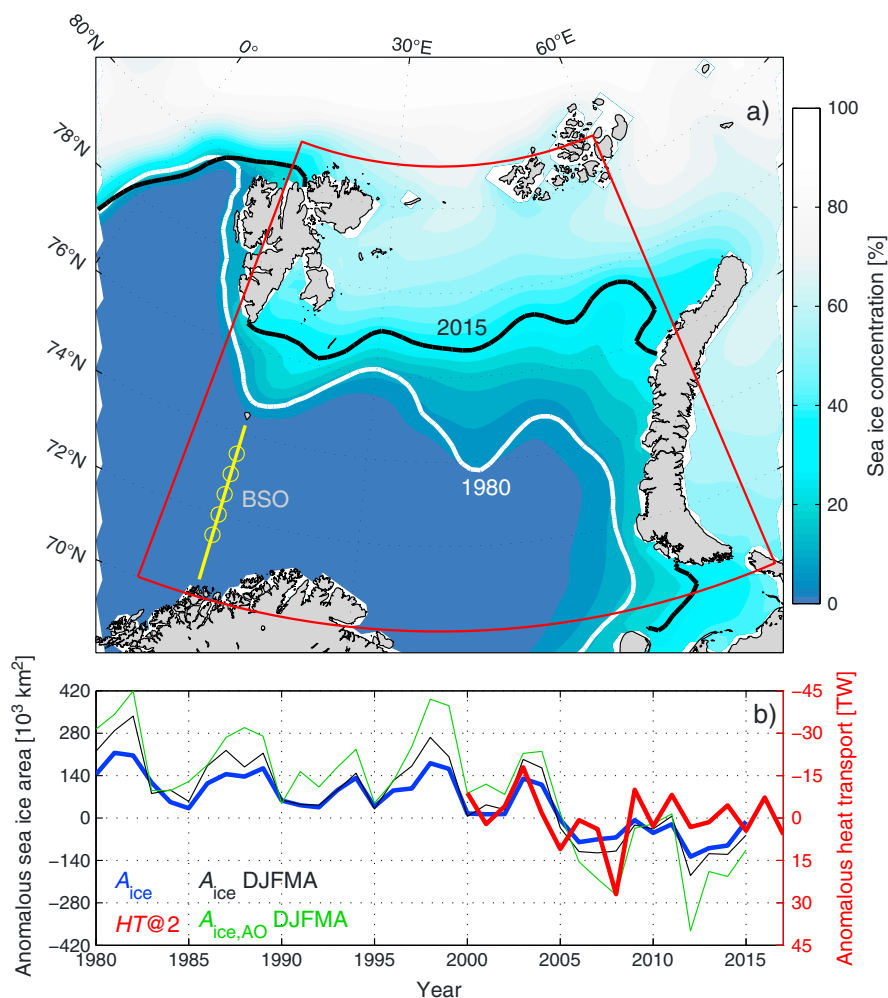 80°N 0° 30°E 60°E
a)
78°N
76°N
74°N
72°N
70°N
2015
1980
BSO
100
80
60
40
20
0
Sea ice concentration [%]
b)
Anomalous sea ice area [10³ km²]
420
280
140
0
−140
−280
−420
−45
−30
−15
0
15
30
45
Anomalous heat transport [TW]
A_ice A_ice DJFMA
HT@2 A_ice,AO DJFMA
1980 1985 1990 1995 2000 2005 2010 2015
Year